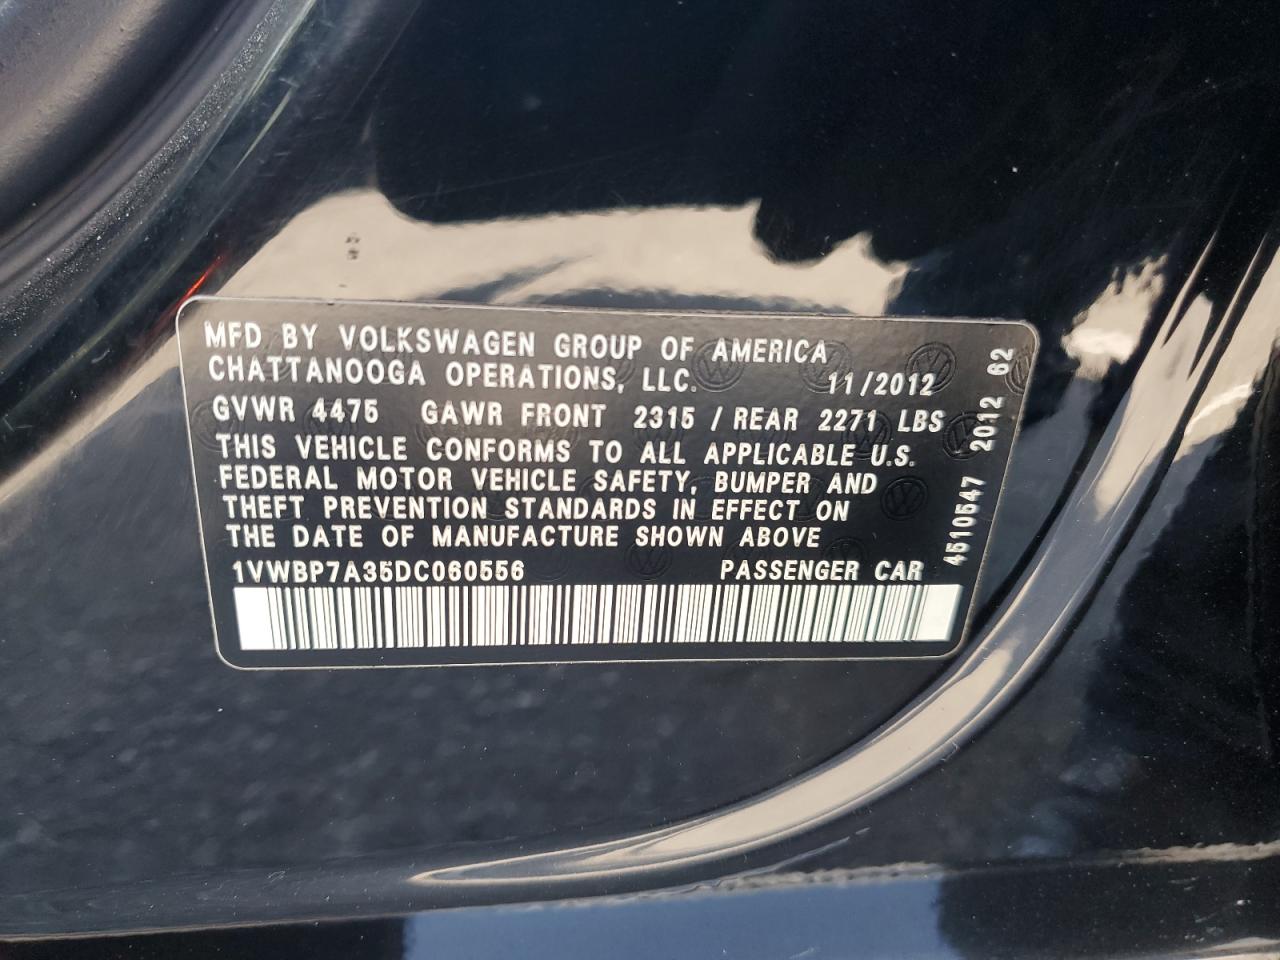 MFD BY VOLKSWAGEN GROUP OF AMERICA
CHATTANOOGA OPERATIONS, LLC. 11/2012
GVWR 4475 GAWR FRONT 2315 / REAR 2271 LBS
THIS VEHICLE CONFORMS TO ALL APPLICABLE U.S.
FEDERAL MOTOR VEHICLE SAFETY, BUMPER AND
THEFT PREVENTION STANDARDS IN EFFECT ON
THE DATE OF MANUFACTURE SHOWN ABOVE
1VWBP7A35DC060556 PASSENGER CAR
4510547 2012 62